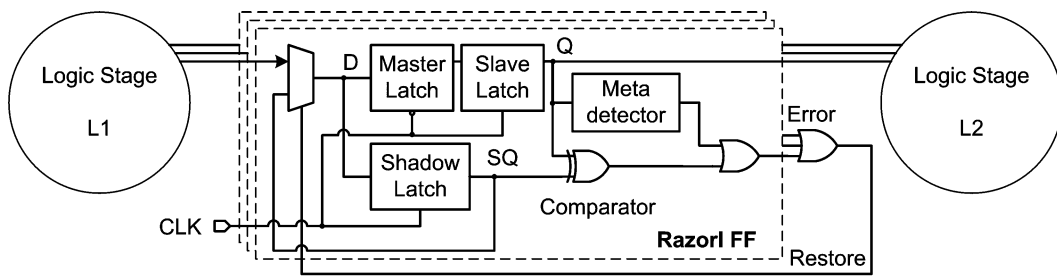 Logic Stage
L1
D
Master
Latch
Slave
Latch
Q
Meta
detector
Error
Logic Stage
L2
Shadow
Latch
SQ
Comparator
CLK
RazorI FF
Restore